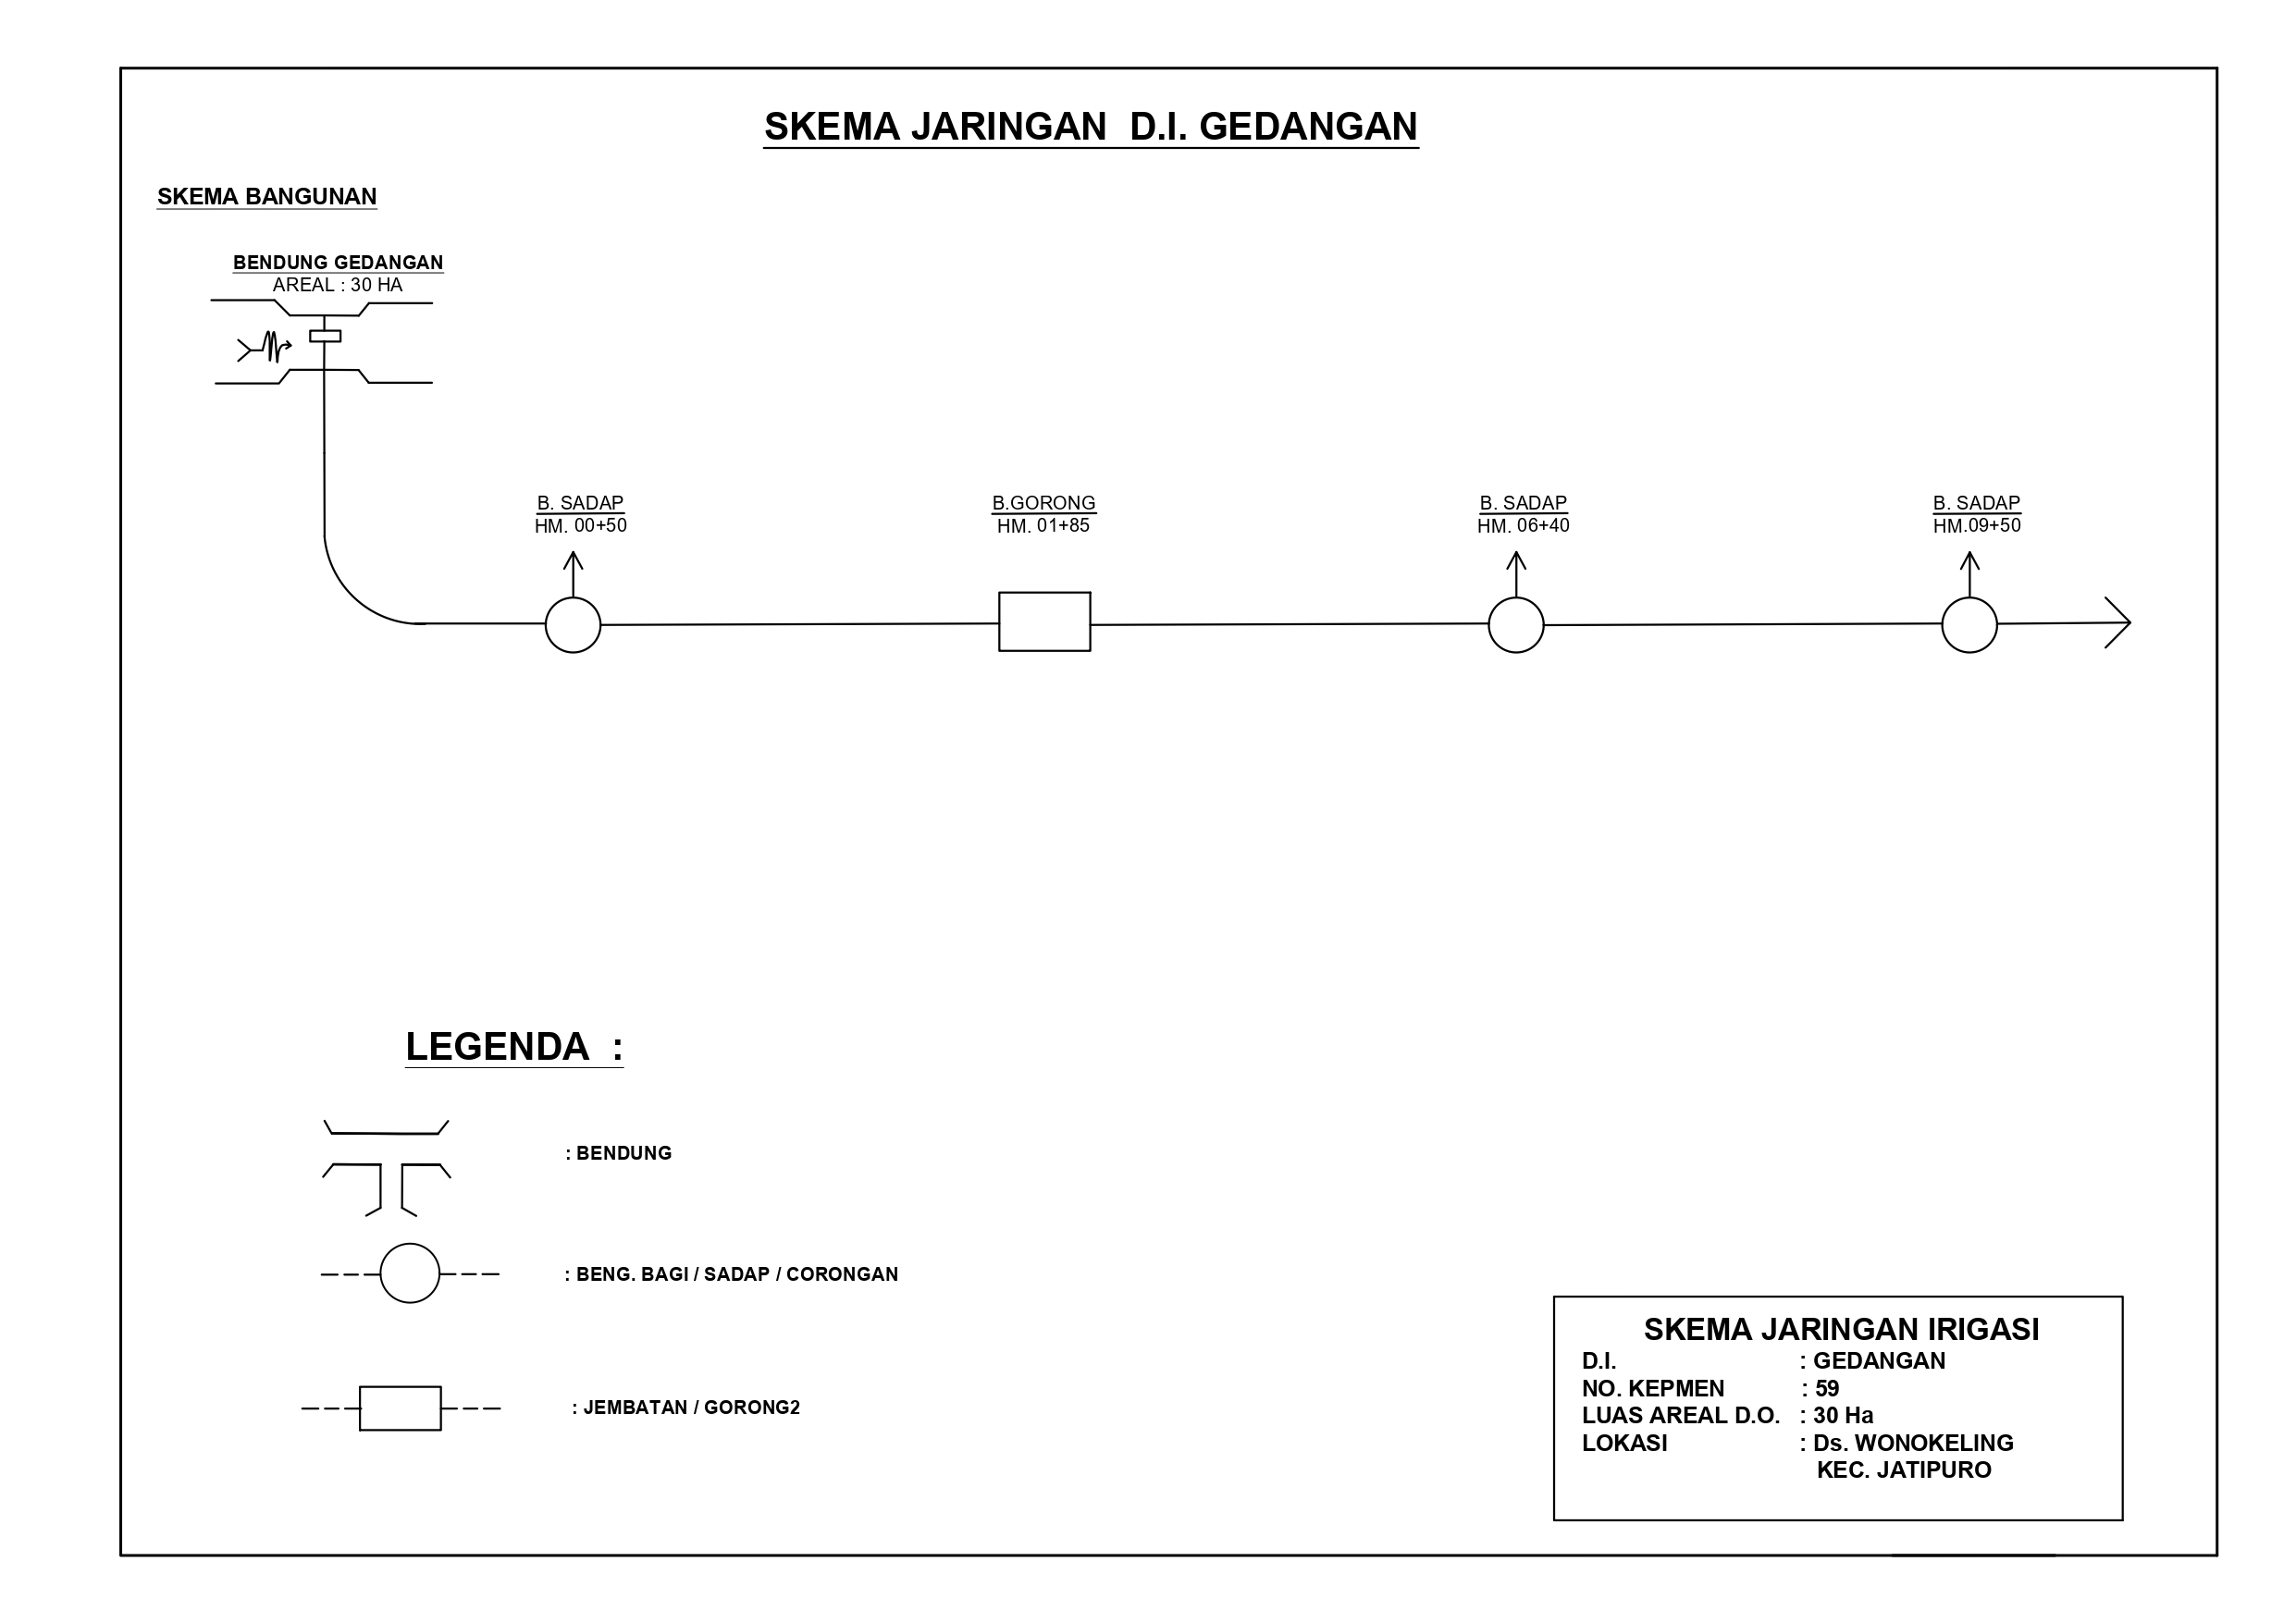 SKEMA JARINGAN D.I. GEDANGAN
SKEMA BANGUNAN
BENDUNG GEDANGAN
AREAL : 30 HA
B. SADAP
HM. 00+50
B.GORONG
HM. 01+85
B. SADAP
HM. 06+40
B. SADAP
HM.09+50
LEGENDA :
: BENDUNG
: BENG. BAGI / SADAP / CORONGAN
: JEMBATAN / GORONG2
SKEMA JARINGAN IRIGASI
D.I. : GEDANGAN
NO. KEPMEN : 59
LUAS AREAL D.O. : 30 Ha
LOKASI : Ds. WONOKELING
KEC. JATIPURO